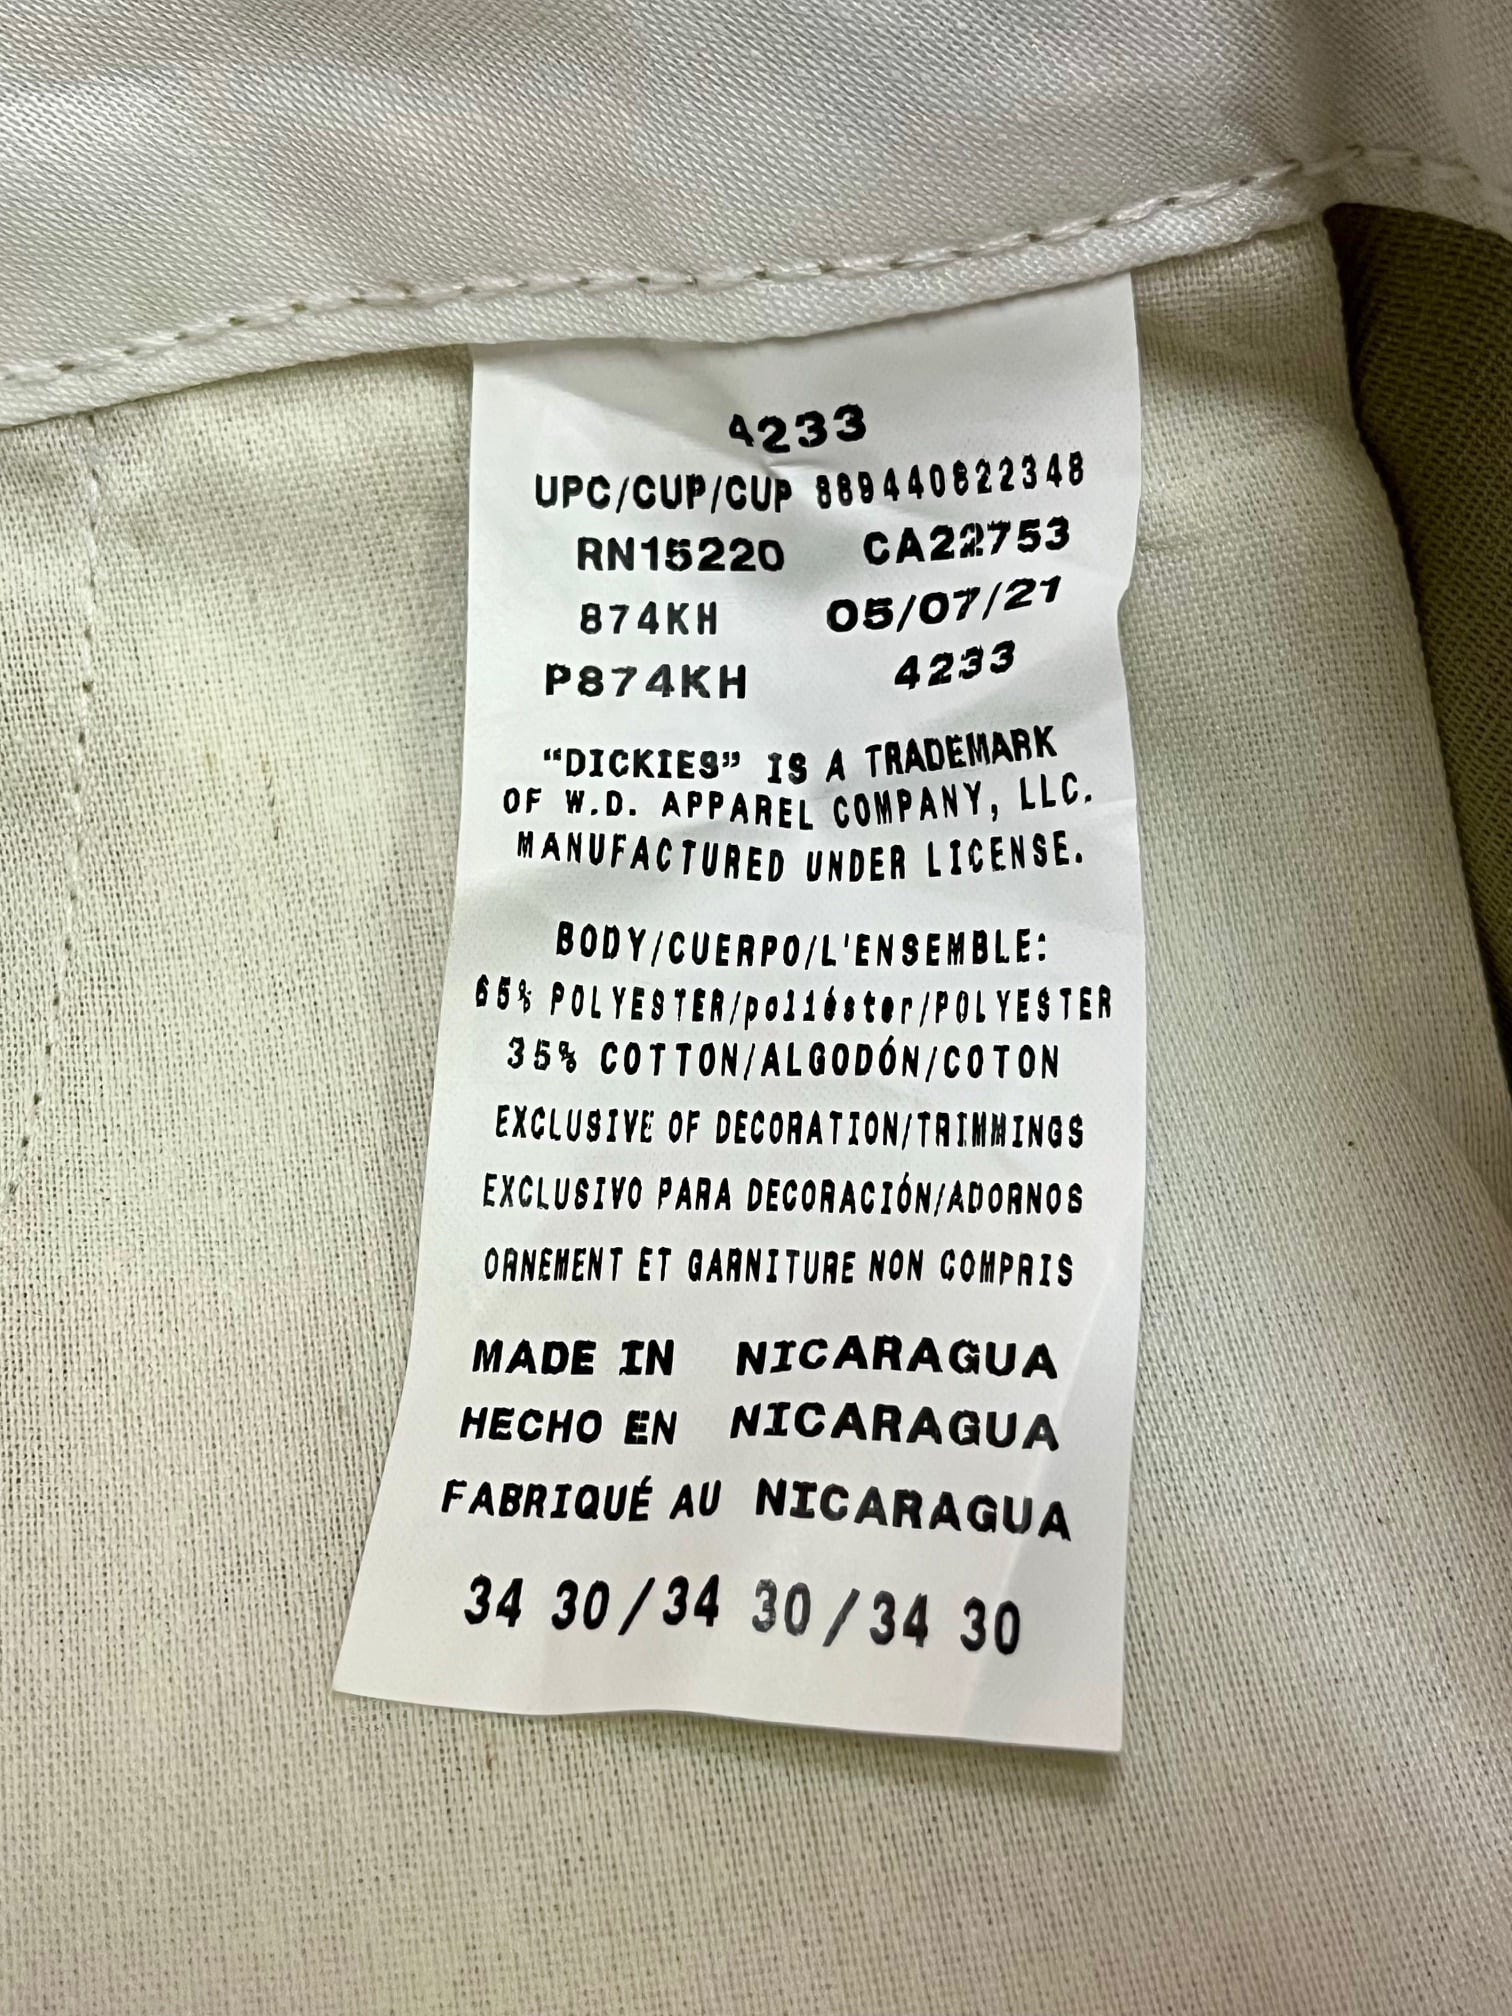 4233
UPC/CUP/CUP 889440622348
RN15220 CA22753
874KH 05/07/21
P874KH 4233
“DICKIES” IS A TRADEMARK
OF W.D. APPAREL COMPANY, LLC.
MANUFACTURED UNDER LICENSE.
BODY/CUERPO/L'ENSEMBLE:
65% POLYESTER/poliéster/POLYESTER
35% COTTON/ALGODÓN/COTON
EXCLUSIVE OF DECORATION/TRIMMINGS
EXCLUSIVO PARA DECORACIÓN/ADORNOS
ORNEMENT ET GARNITURE NON COMPRIS
MADE IN NICARAGUA
HECHO EN NICARAGUA
FABRIQUÉ AU NICARAGUA
34 30/34 30/34 30